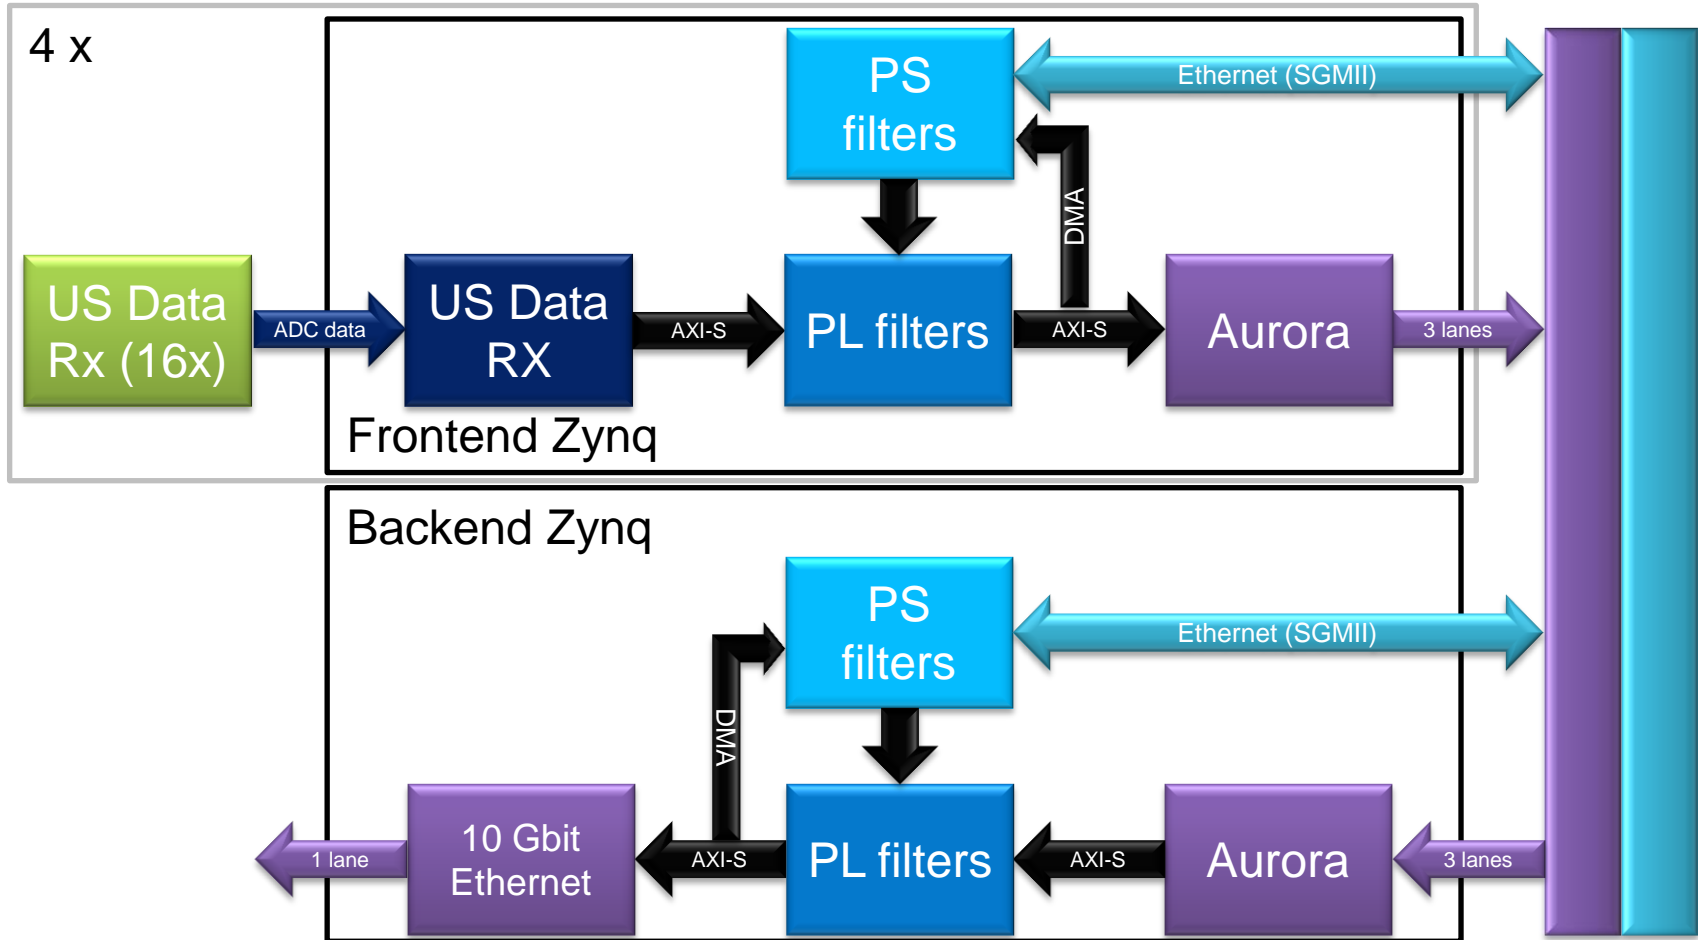 4 x
PS
filters
Ethernet (SGMII)
DMA
US Data
Rx (16x)
ADC data
US Data
RX
AXI-S
PL filters
AXI-S
Aurora
3 lanes
Frontend Zynq
Backend Zynq
PS
filters
Ethernet (SGMII)
DMA
1 lane
10 Gbit
Ethernet
AXI-S
PL filters
AXI-S
Aurora
3 lanes